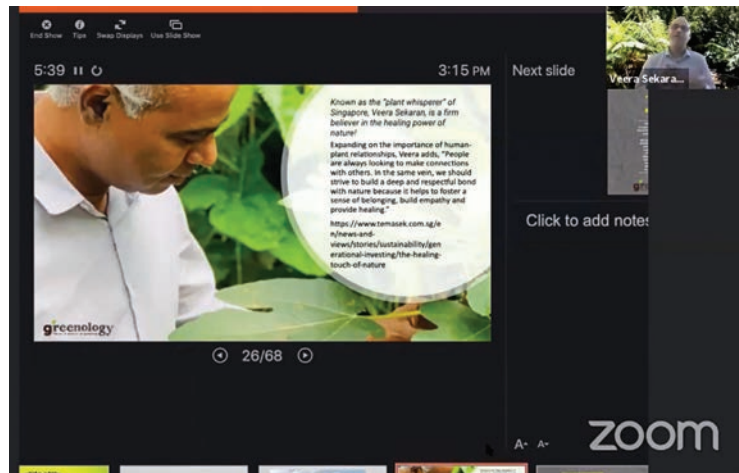 End Show Tips Swap Displays Use Slide Show
5:39
3:15 PM
Next slide
Veera Sekara...
Known as the "plant whisperer" of
Singapore, Veera Sekaran, is a firm
believer in the healing power of
nature!
Expanding on the importance of human-
plant relationships, Veera adds, "People
are always looking to make connections
with others. In the same vein, we should
strive to build a deep and respectful bond
with nature because it helps to foster a
sense of belonging, build empathy and
provide healing."
https://www.temasek.com.sg/e
n/news-and-
views/stories/sustainability/gen
erational-investing/the-healing-
touch-of-nature
greenology
Click to add notes
26/68
A- A-
zoom